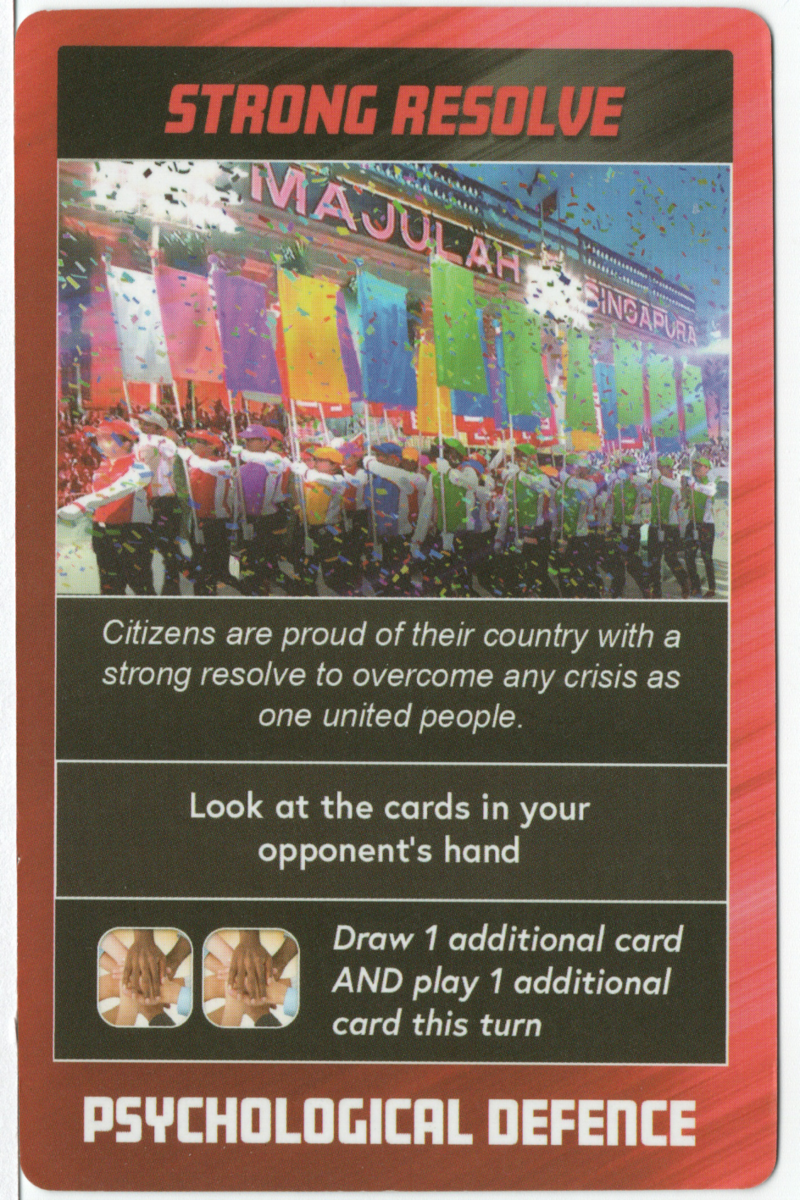 STRONG RESOLVE
MAJULAH
SINGAPURA
Citizens are proud of their country with a
strong resolve to overcome any crisis as
one united people.
Look at the cards in your
opponent's hand
Draw 1 additional card
AND play 1 additional
card this turn
PSYCHOLOGICAL DEFENCE